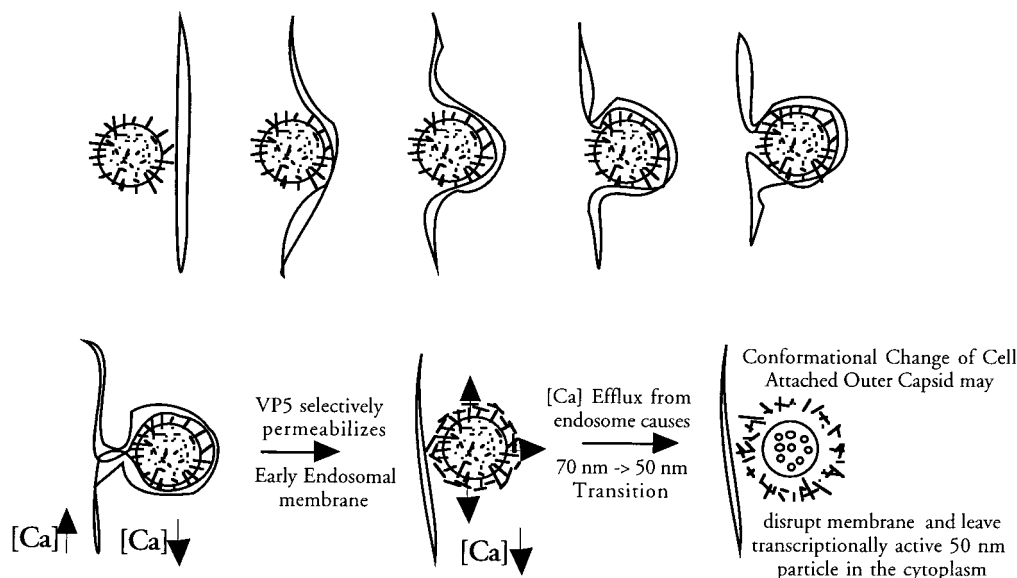 VP5 selectively
permeabilizes
Early Endosomal
membrane
[Ca]
[Ca]
[Ca] Efflux from
endosome causes
70 nm -> 50 nm
Transition
[Ca]
Conformational Change of Cell
Attached Outer Capsid may
disrupt membrane and leave
transcriptionally active 50 nm
particle in the cytoplasm